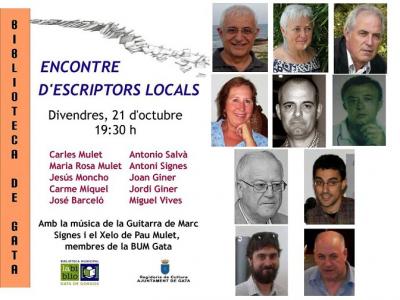 BIBLIOTECA DE GATA
ENCONTRE
D'ESCRIPTORS LOCALS
Divendres, 21 d'octubre
19:30 h
Carles Mulet
Maria Rosa Mulet
Jesús Moncho
Carme Miquel
José Barceló
Antonio Salvà
Antoni Signes
Joan Giner
Jordi Giner
Miguel Vives
Amb la música de la Guitarra de Marc
Signes i el Xelo de Pau Mulet,
membres de la BUM Gata
BIBLIOTECA MUNICIPAL
la bi
blio
GATA DE GORGOS
Regidoria de Cultura
AJUNTAMENT DE GATA